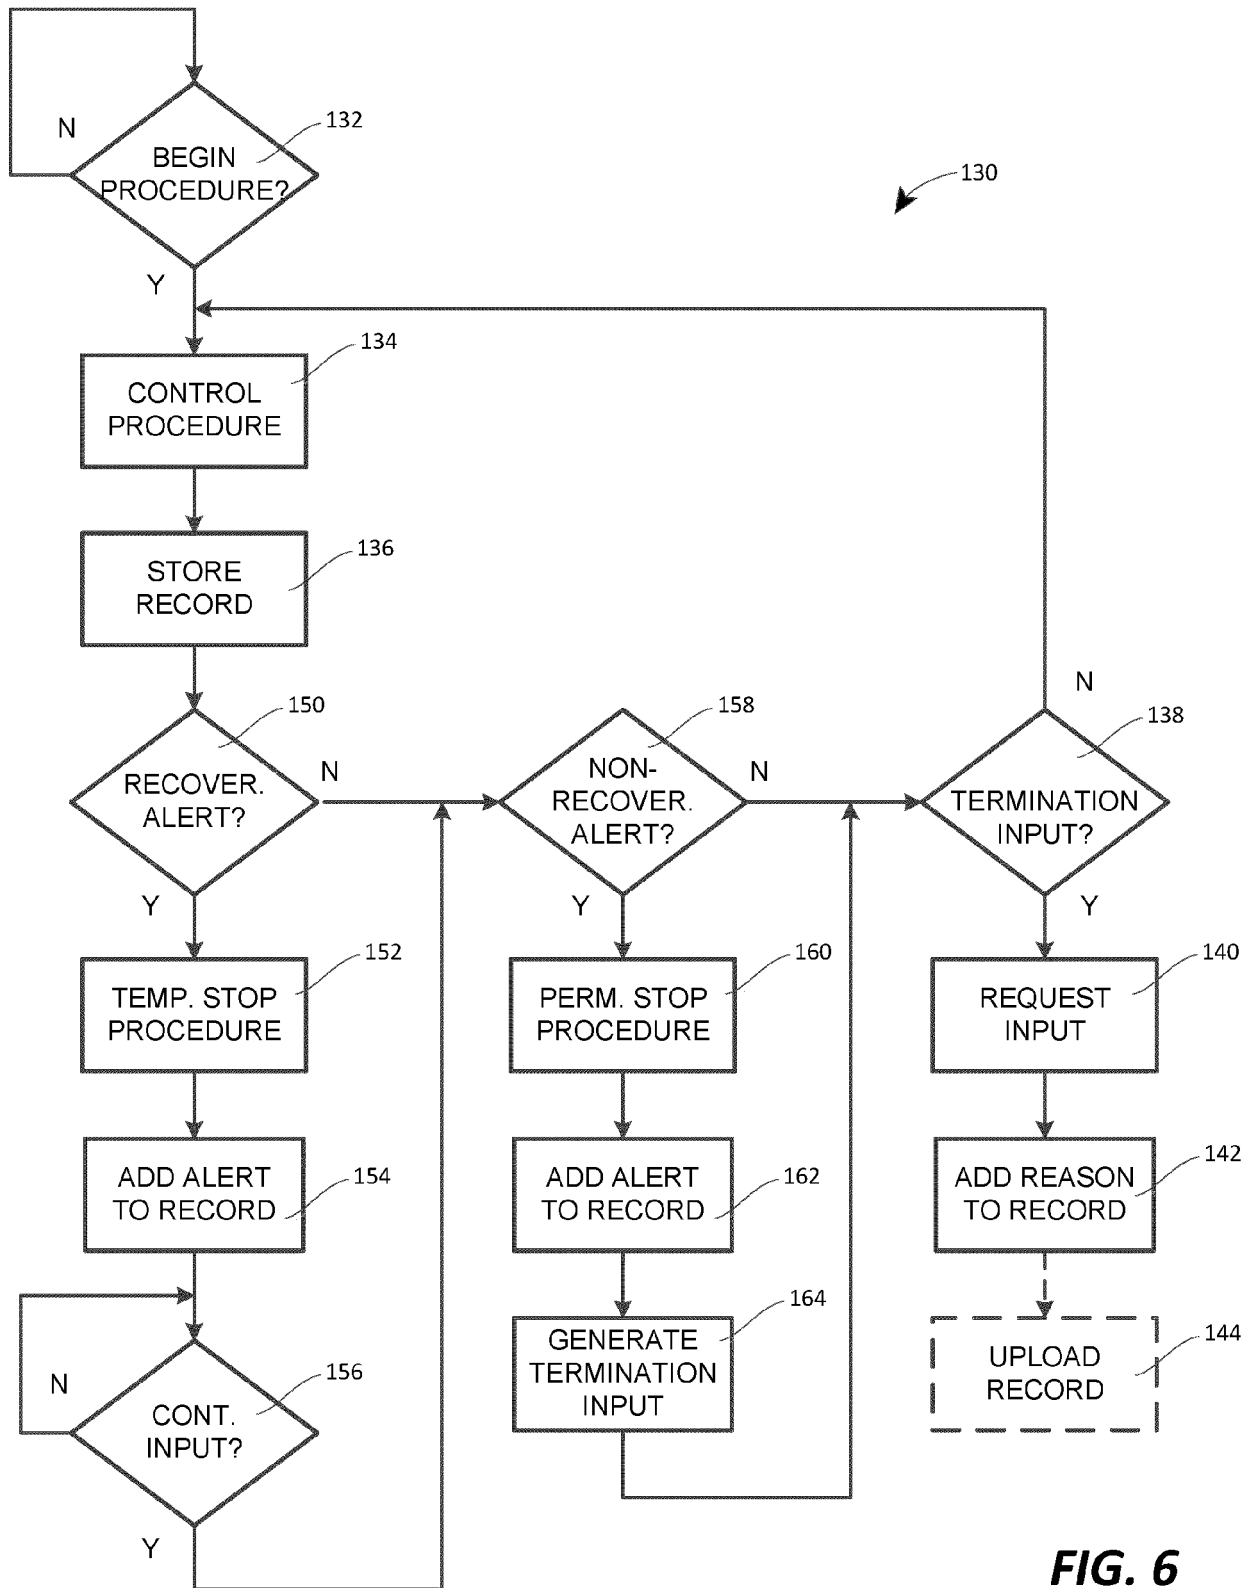 N
132
BEGIN
PROCEDURE?
130
Y
134
CONTROL
PROCEDURE
136
STORE
RECORD
150
RECOVER.
ALERT?
N
158
NON-
RECOVER.
ALERT?
N
N
138
TERMINATION
INPUT?
Y
Y
Y
152
TEMP. STOP
PROCEDURE
160
PERM. STOP
PROCEDURE
140
REQUEST
INPUT
ADD ALERT
TO RECORD
154
ADD ALERT
TO RECORD
162
ADD REASON
TO RECORD
142
N
156
CONT.
INPUT?
Y
164
GENERATE
TERMINATION
INPUT
UPLOAD
RECORD
144
FIG. 6